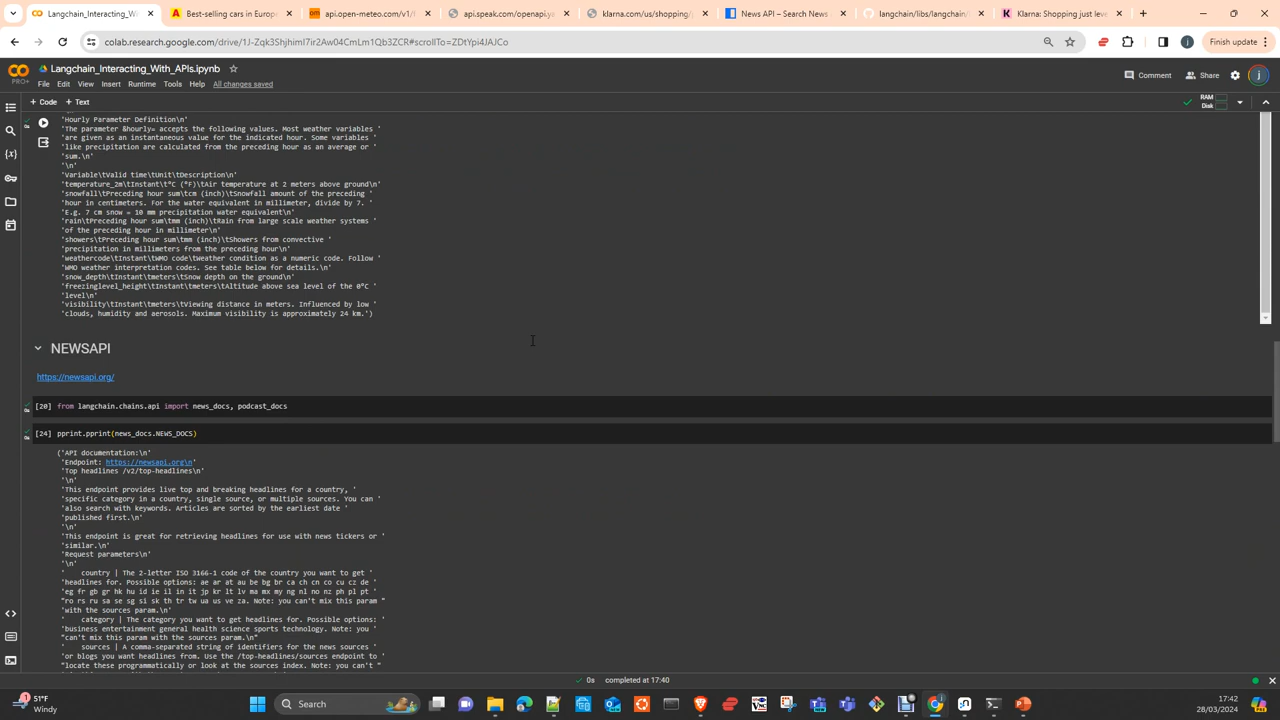 Langchain_Interacting_With_APIs
Best-selling cars in Europe
api.open-meteo.com/v1/f
api.speak.com/openapi.ya
klarna.com/us/shopping/
News API – Search News
langchain/libs/langchain/l
Klarna: Shopping just leve
colab.research.google.com/drive/1J-Zqk3Shjhiml7ir2Aw04CmLm1Qb3ZCR#scrollTo=ZDtYpi4JAJCo
Finish update
Langchain_Interacting_With_APIs.ipynb
PRO+
File Edit View Insert Runtime Tools Help All changes saved
Comment Share
+ Code + Text
RAM
Disk
'Hourly Parameter Definition\n'
'The parameter &hourly= accepts the following values. Most weather variables '
'are given as an instantaneous value for the indicated hour. Some variables '
'like precipitation are calculated from the preceding hour as an average or '
'sum.\n'
'\n'
'Variable\tValid time\tUnit\tDescription\n'
'temperature_2m\tInstant\t°C (°F)\tAir temperature at 2 meters above ground\n'
'snowfall\tPreceding hour sum\tcm (inch)\tSnowfall amount of the preceding '
'hour in centimeters. For the water equivalent in millimeter, divide by 7. '
'E.g. 7 cm snow = 10 mm precipitation water equivalent\n'
'rain\tPreceding hour sum\tmm (inch)\tRain from large scale weather systems '
'of the preceding hour in millimeter\n'
'showers\tPreceding hour sum\tmm (inch)\tShowers from convective '
'precipitation in millimeters from the preceding hour\n'
'weathercode\tInstant\tWMO code\tWeather condition as a numeric code. Follow '
'WMO weather interpretation codes. See table below for details.\n'
'snow_depth\tInstant\tmeters\tSnow depth on the ground\n'
'freezinglevel_height\tInstant\tmeters\tAltitude above sea level of the 0°C '
'level\n'
'visibility\tInstant\tmeters\tViewing distance in meters. Influenced by low '
'clouds, humidity and aerosols. Maximum visibility is approximately 24 km.')
NEWSAPI
https://newsapi.org/
[20] from langchain.chains.api import news_docs, podcast_docs
[24] pprint.pprint(news_docs.NEWS_DOCS)
('API documentation:\n'
'Endpoint: https://newsapi.org\n'
'Top headlines /v2/top-headlines\n'
'\n'
'This endpoint provides live top and breaking headlines for a country, '
'specific category in a country, single source, or multiple sources. You can '
'also search with keywords. Articles are sorted by the earliest date '
'published first.\n'
'\n'
'This endpoint is great for retrieving headlines for use with news tickers or '
'similar.\n'
'Request parameters\n'
'\n'
' country | The 2-letter ISO 3166-1 code of the country you want to get '
'headlines for. Possible options: ae ar at au be bg br ca ch cn co cu cz de '
'eg fr gb gr hk hu id ie il in it jp kr lt lv ma mx my ng nl no nz ph pl pt '
"ro rs ru sa se sg si sk th tr tw ua us ve za. Note: you can't mix this param "
'with the sources param.\n'
' category | The category you want to get headlines for. Possible options: '
'business entertainment general health science sports technology. Note: you '
"can't mix this param with the sources param.\n"
' sources | A comma-separated string of identifiers for the news sources '
'or blogs you want headlines from. Use the /top-headlines/sources endpoint to '
"locate these programmatically or look at the sources index. Note: you can't "
0s completed at 17:40
51°F
Windy
Search
17:42
28/03/2024